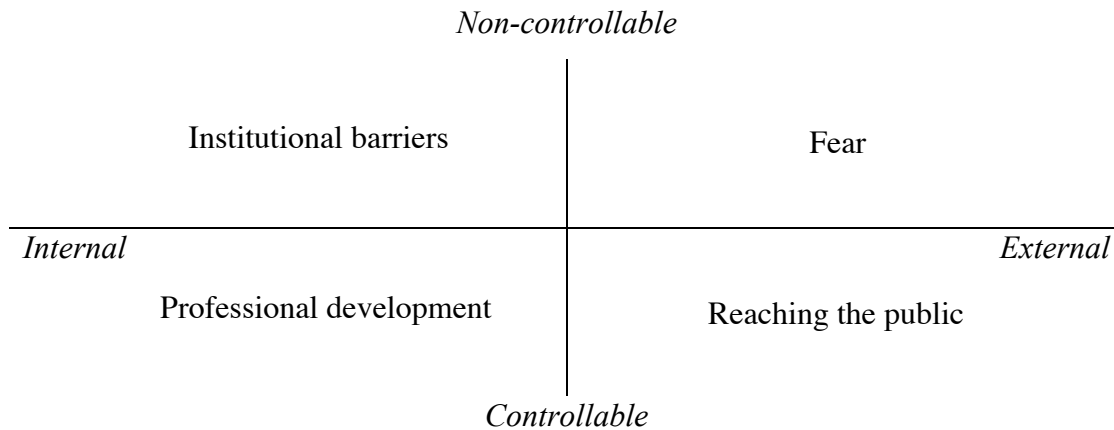 Non-controllable
Institutional barriers
Fear
Internal
External
Professional development
Reaching the public
Controllable